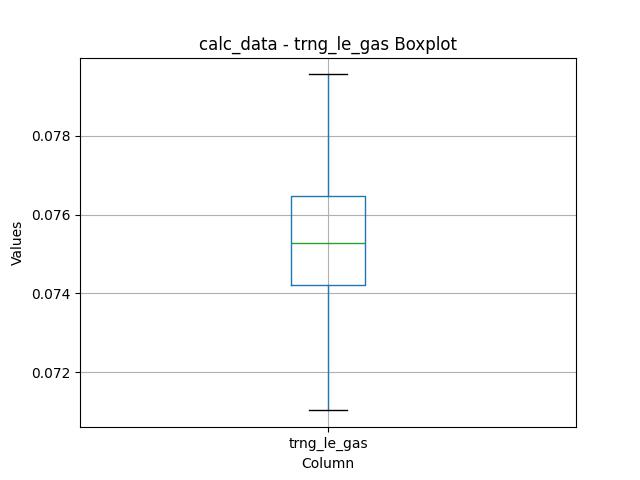 calc_data - trng_le_gas Boxplot
0.078
0.076
0.074
0.072
Values
trng_le_gas
Column